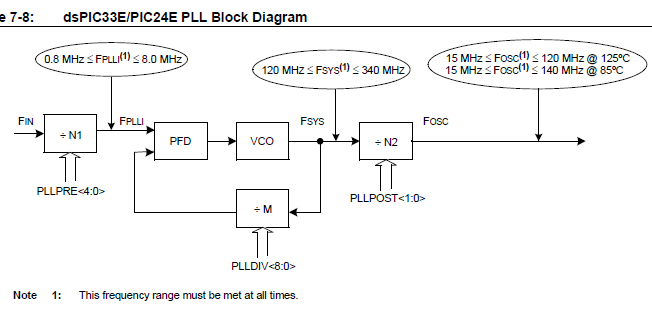 e 7-8: dsPIC33E/PIC24E PLL Block Diagram
0.8 MHz ≤ FPLLI(1) ≤ 8.0 MHz
120 MHz ≤ FSYS(1) ≤ 340 MHz
15 MHz ≤ FOSC(1) ≤ 120 MHz @ 125ºC
15 MHz ≤ FOSC(1) ≤ 140 MHz @ 85ºC
FIN
÷ N1
FPLLI
PFD
VCO
FSYS
÷ N2
FOSC
PLLPRE<4:0>
PLLPOST<1:0>
÷ M
PLLDIV<8:0>
Note 1: This frequency range must be met at all times.